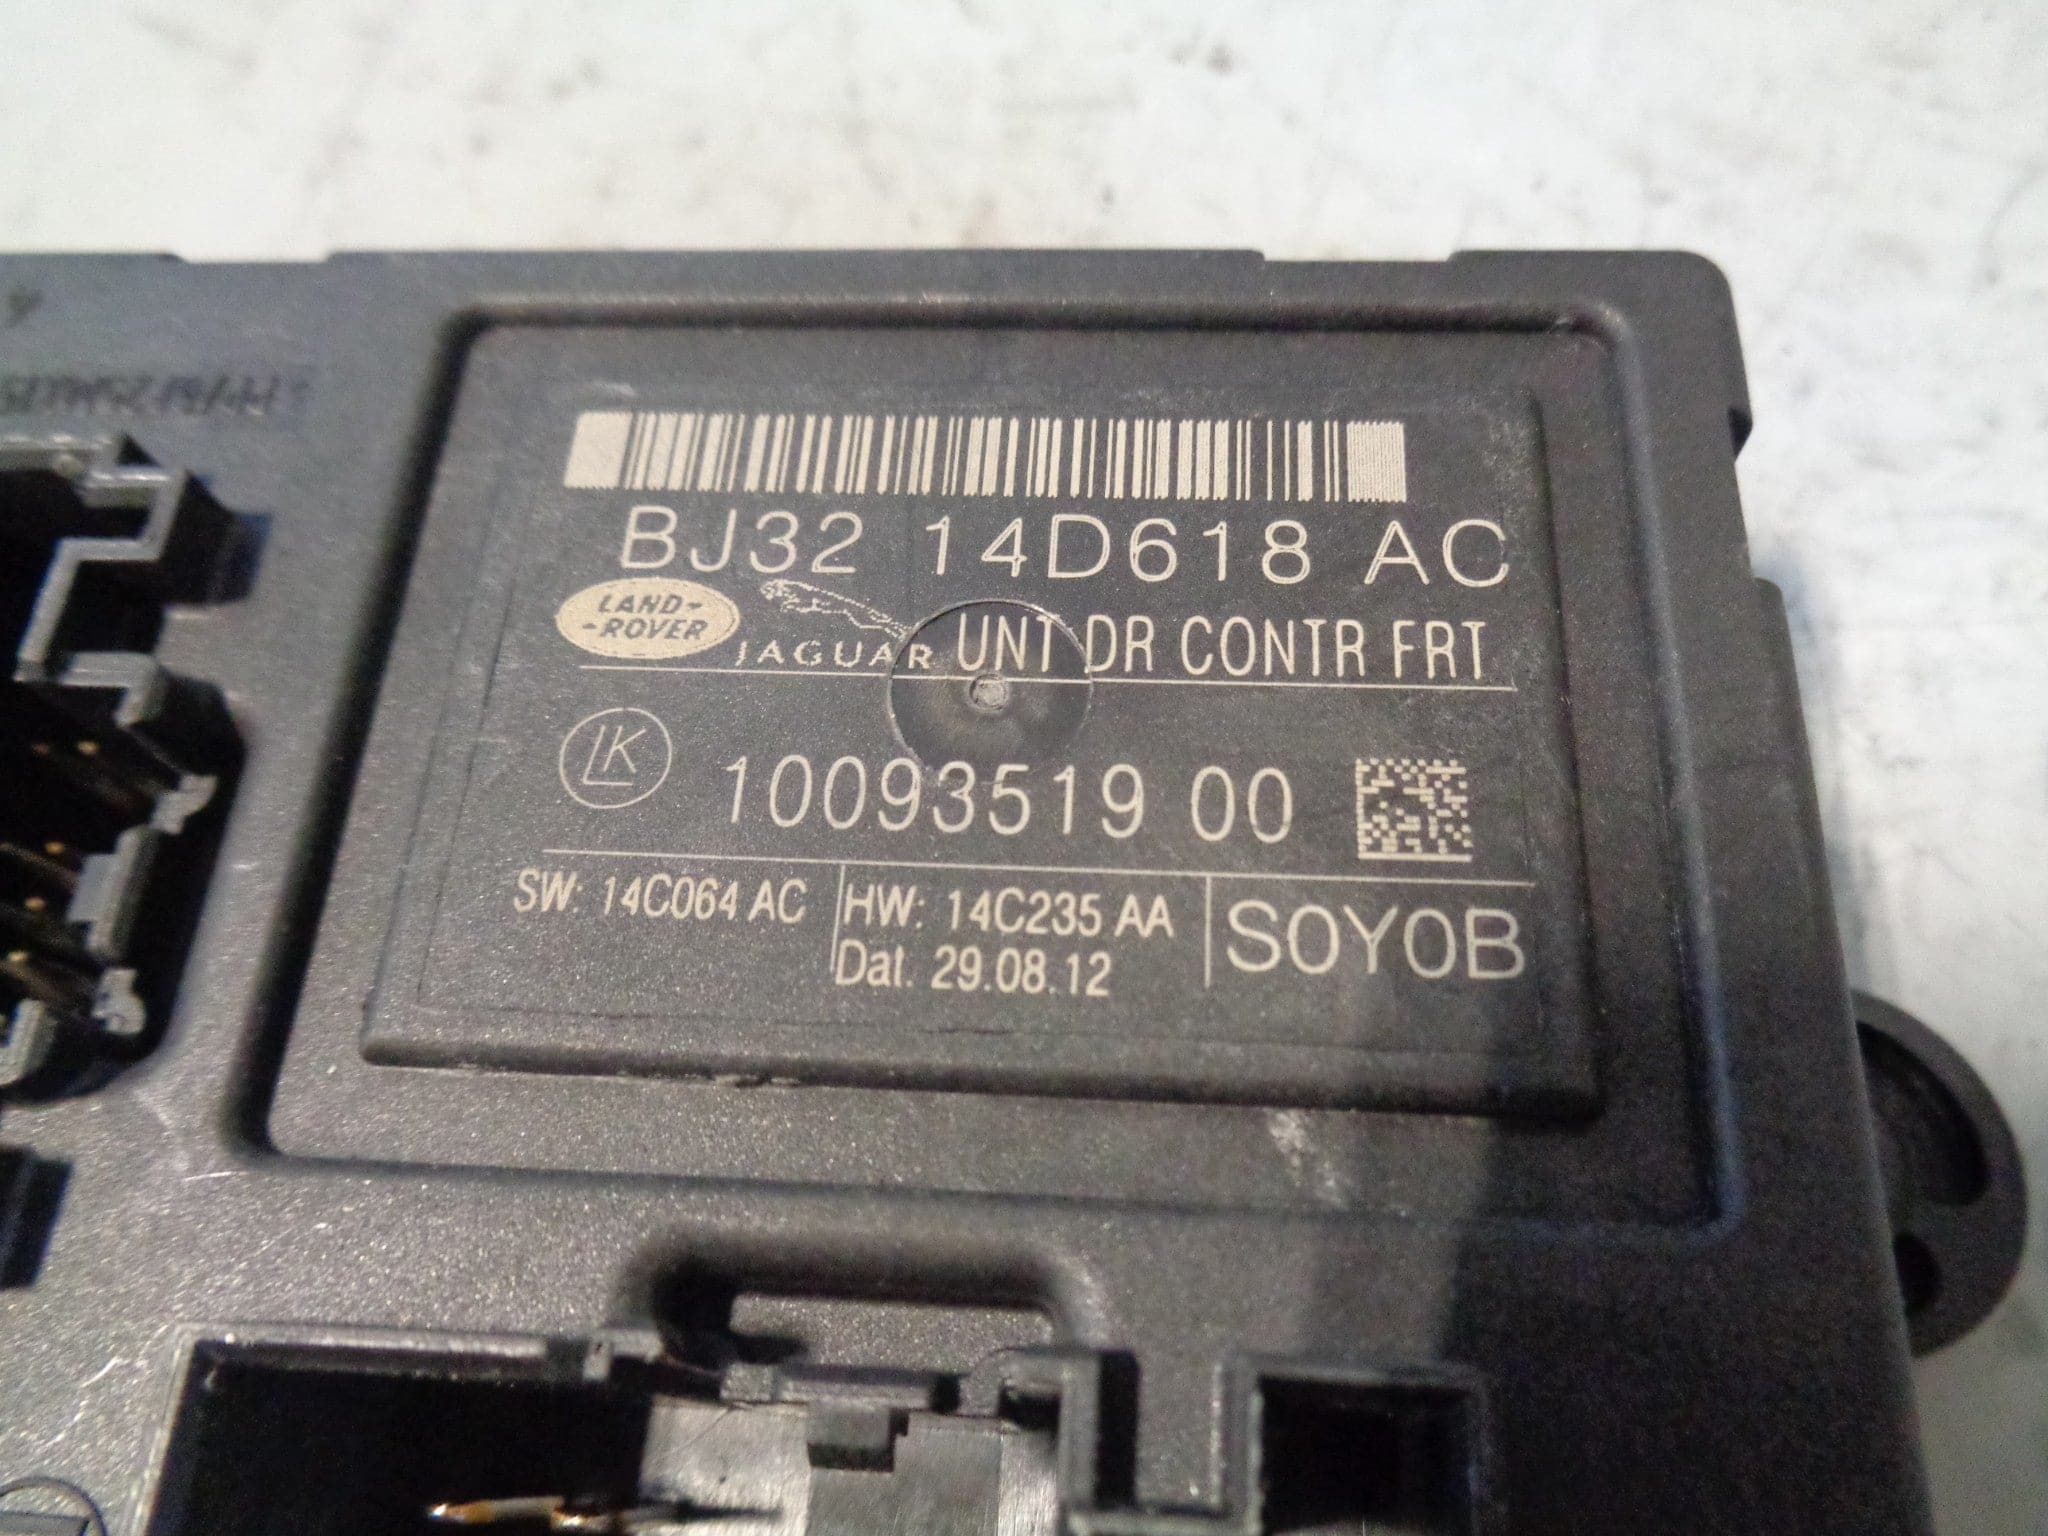 BJ32 14D618 AC
LAND-
-ROVER
JAGUAR UNT DR CONTR FRT
LK
10093519 00
SW: 14C064 AC HW: 14C235 AA S0Y0B
Dat. 29.08.12